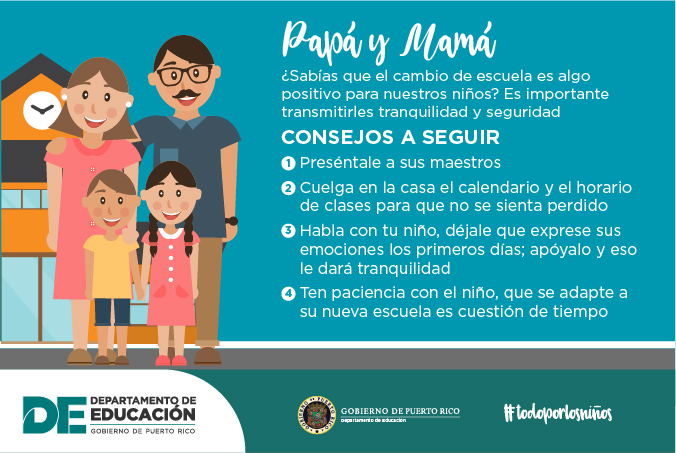 Papá y Mamá
¿Sabías que el cambio de escuela es algo
positivo para nuestros niños? Es importante
transmitirles tranquilidad y seguridad
CONSEJOS A SEGUIR
1 Preséntale a sus maestros
2 Cuelga en la casa el calendario y el horario
de clases para que no se sienta perdido
3 Habla con tu niño, déjale que exprese sus
emociones los primeros días; apóyalo y eso
le dará tranquilidad
4 Ten paciencia con el niño, que se adapte a
su nueva escuela es cuestión de tiempo
DE DEPARTAMENTO DE
EDUCACIÓN
GOBIERNO DE PUERTO RICO
GOBIERNO DE PUERTO RICO
departamento de educación
#todoporlosniños